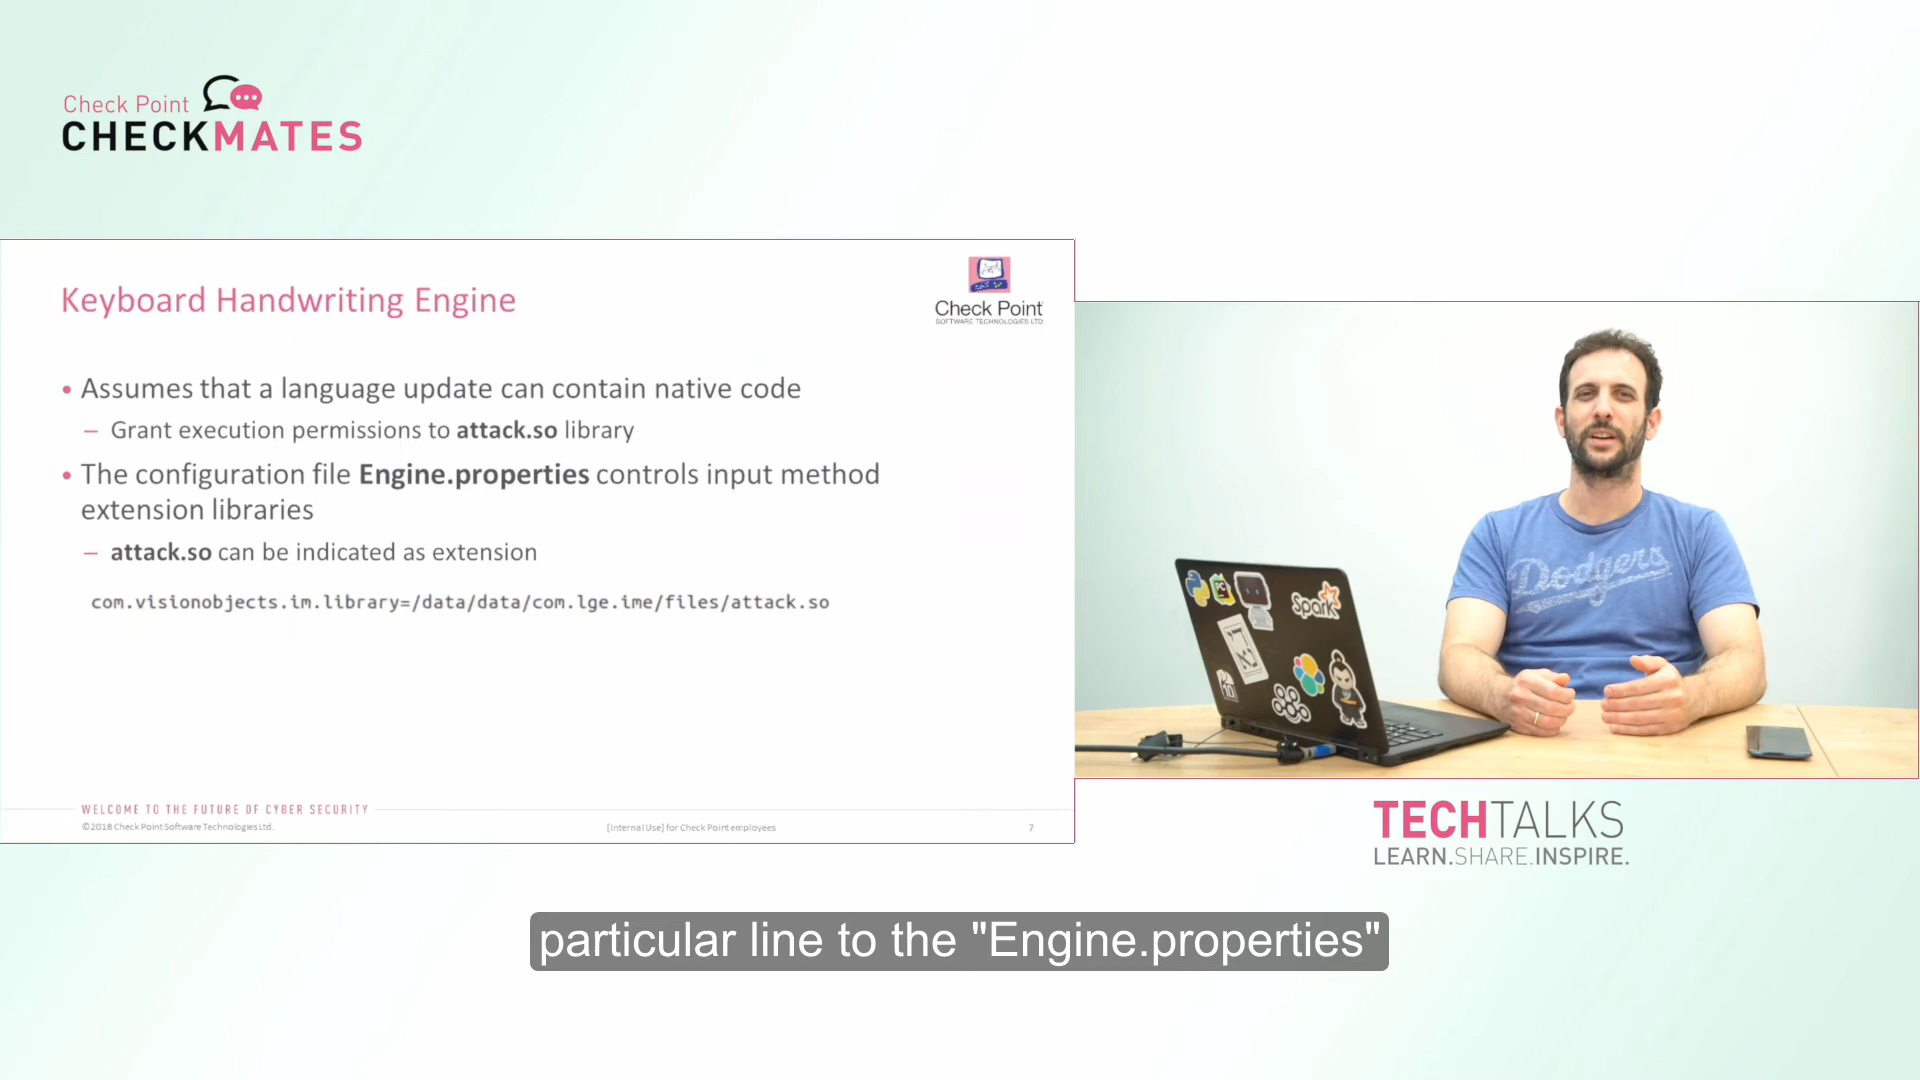 Check Point
CHECKMATES
Keyboard Handwriting Engine
Check Point
SOFTWARE TECHNOLOGIES LTD
• Assumes that a language update can contain native code
– Grant execution permissions to attack.so library
• The configuration file Engine.properties controls input method
extension libraries
– attack.so can be indicated as extension
com.visionobjects.im.library=/data/data/com.lge.ime/files/attack.so
WELCOME TO THE FUTURE OF CYBER SECURITY
©2018 Check Point Software Technologies Ltd.
[Internal Use] for Check Point employees
7
Dodgers
PC
Spark
TECHTALKS
LEARN.SHARE.INSPIRE.
particular line to the "Engine.properties"